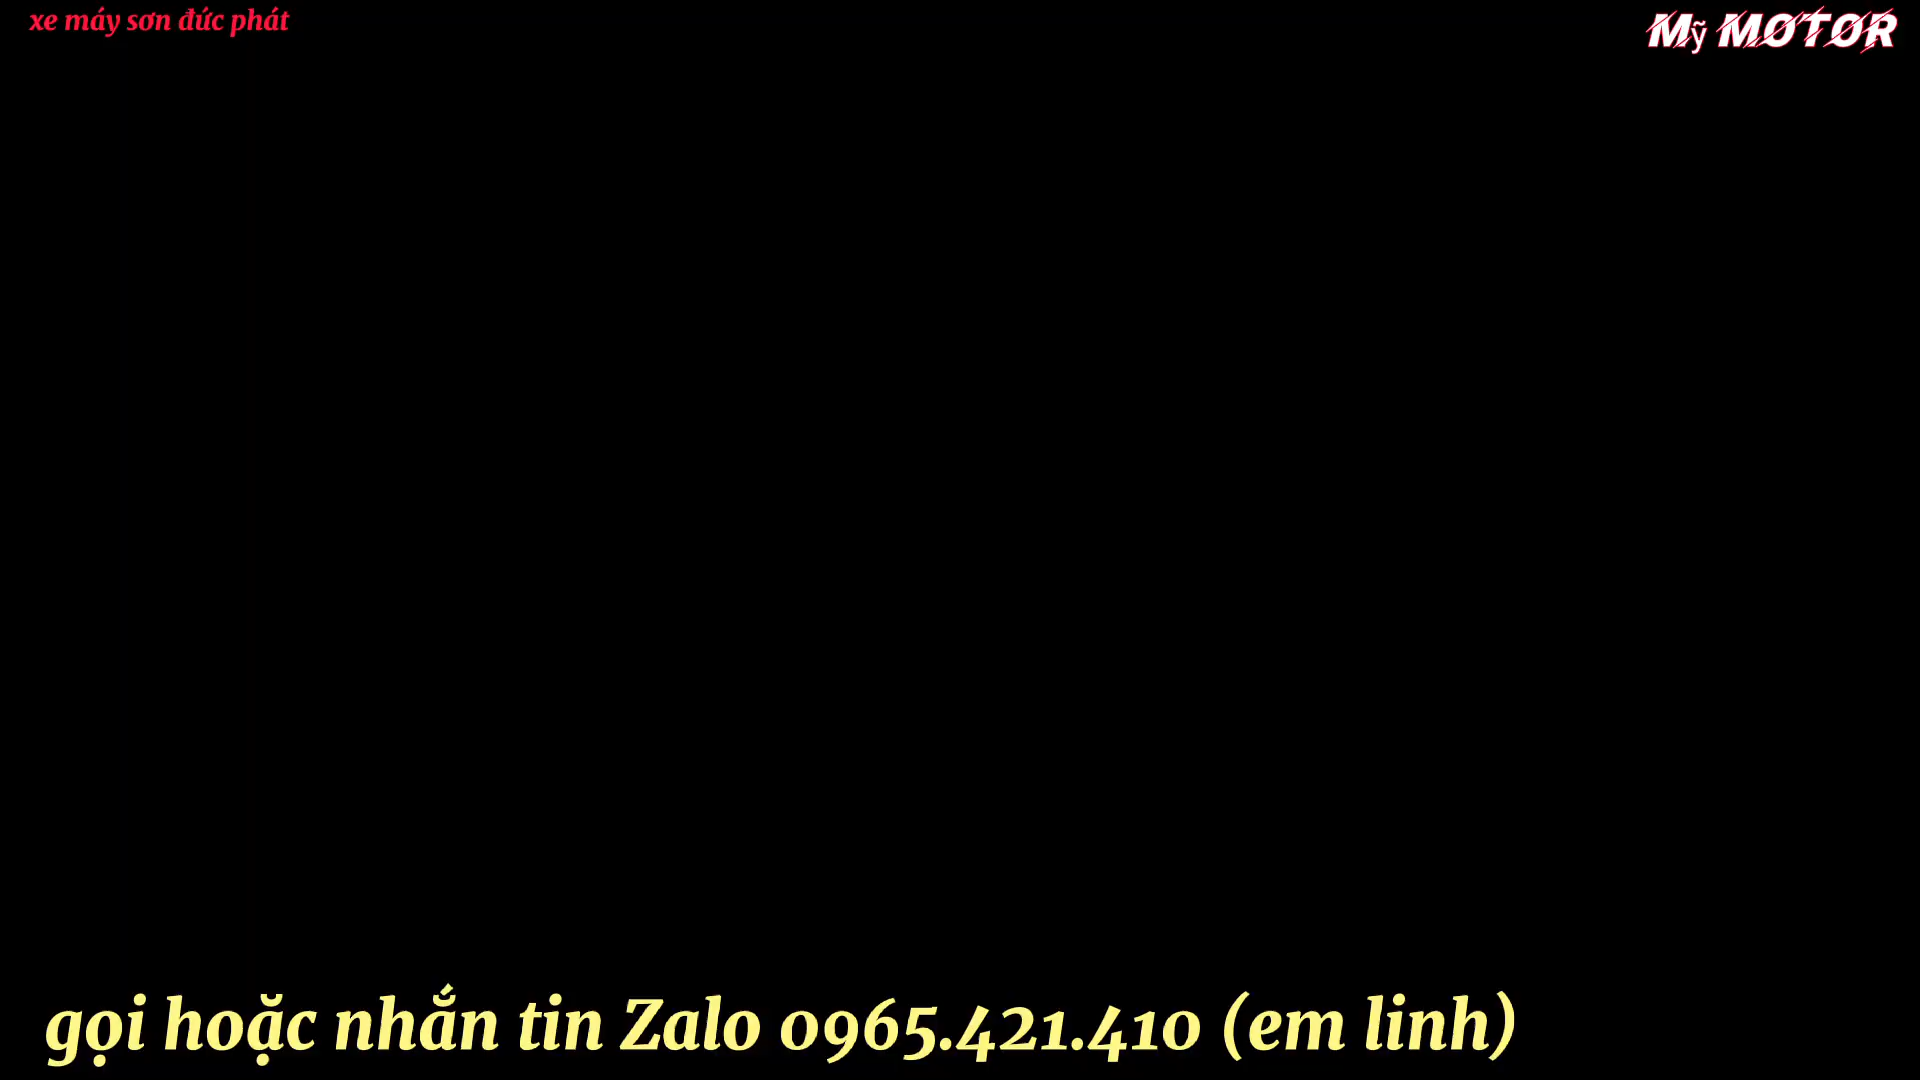 xe máy sơn đức phát
Mỹ MOTOR
gọi hoặc nhắn tin Zalo 0965.421.410 (em linh)